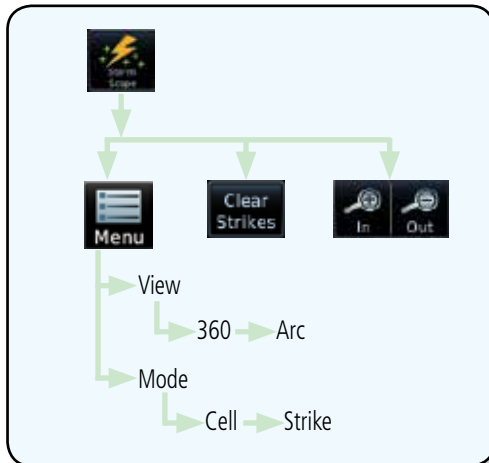 Storm
Scope
Menu
Clear
Strikes
In
Out
View
360
Arc
Mode
Cell
Strike